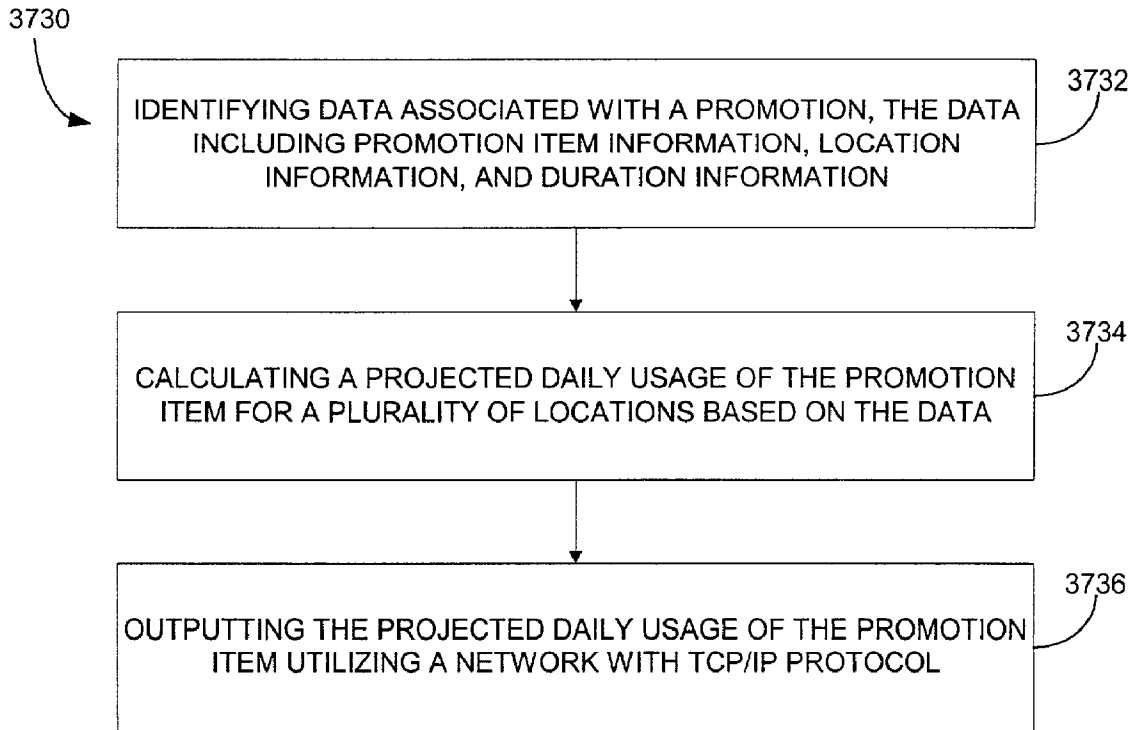 3730
3732
IDENTIFYING DATA ASSOCIATED WITH A PROMOTION, THE DATA
INCLUDING PROMOTION ITEM INFORMATION, LOCATION
INFORMATION, AND DURATION INFORMATION
3734
CALCULATING A PROJECTED DAILY USAGE OF THE PROMOTION
ITEM FOR A PLURALITY OF LOCATIONS BASED ON THE DATA
3736
OUTPUTTING THE PROJECTED DAILY USAGE OF THE PROMOTION
ITEM UTILIZING A NETWORK WITH TCP/IP PROTOCOL